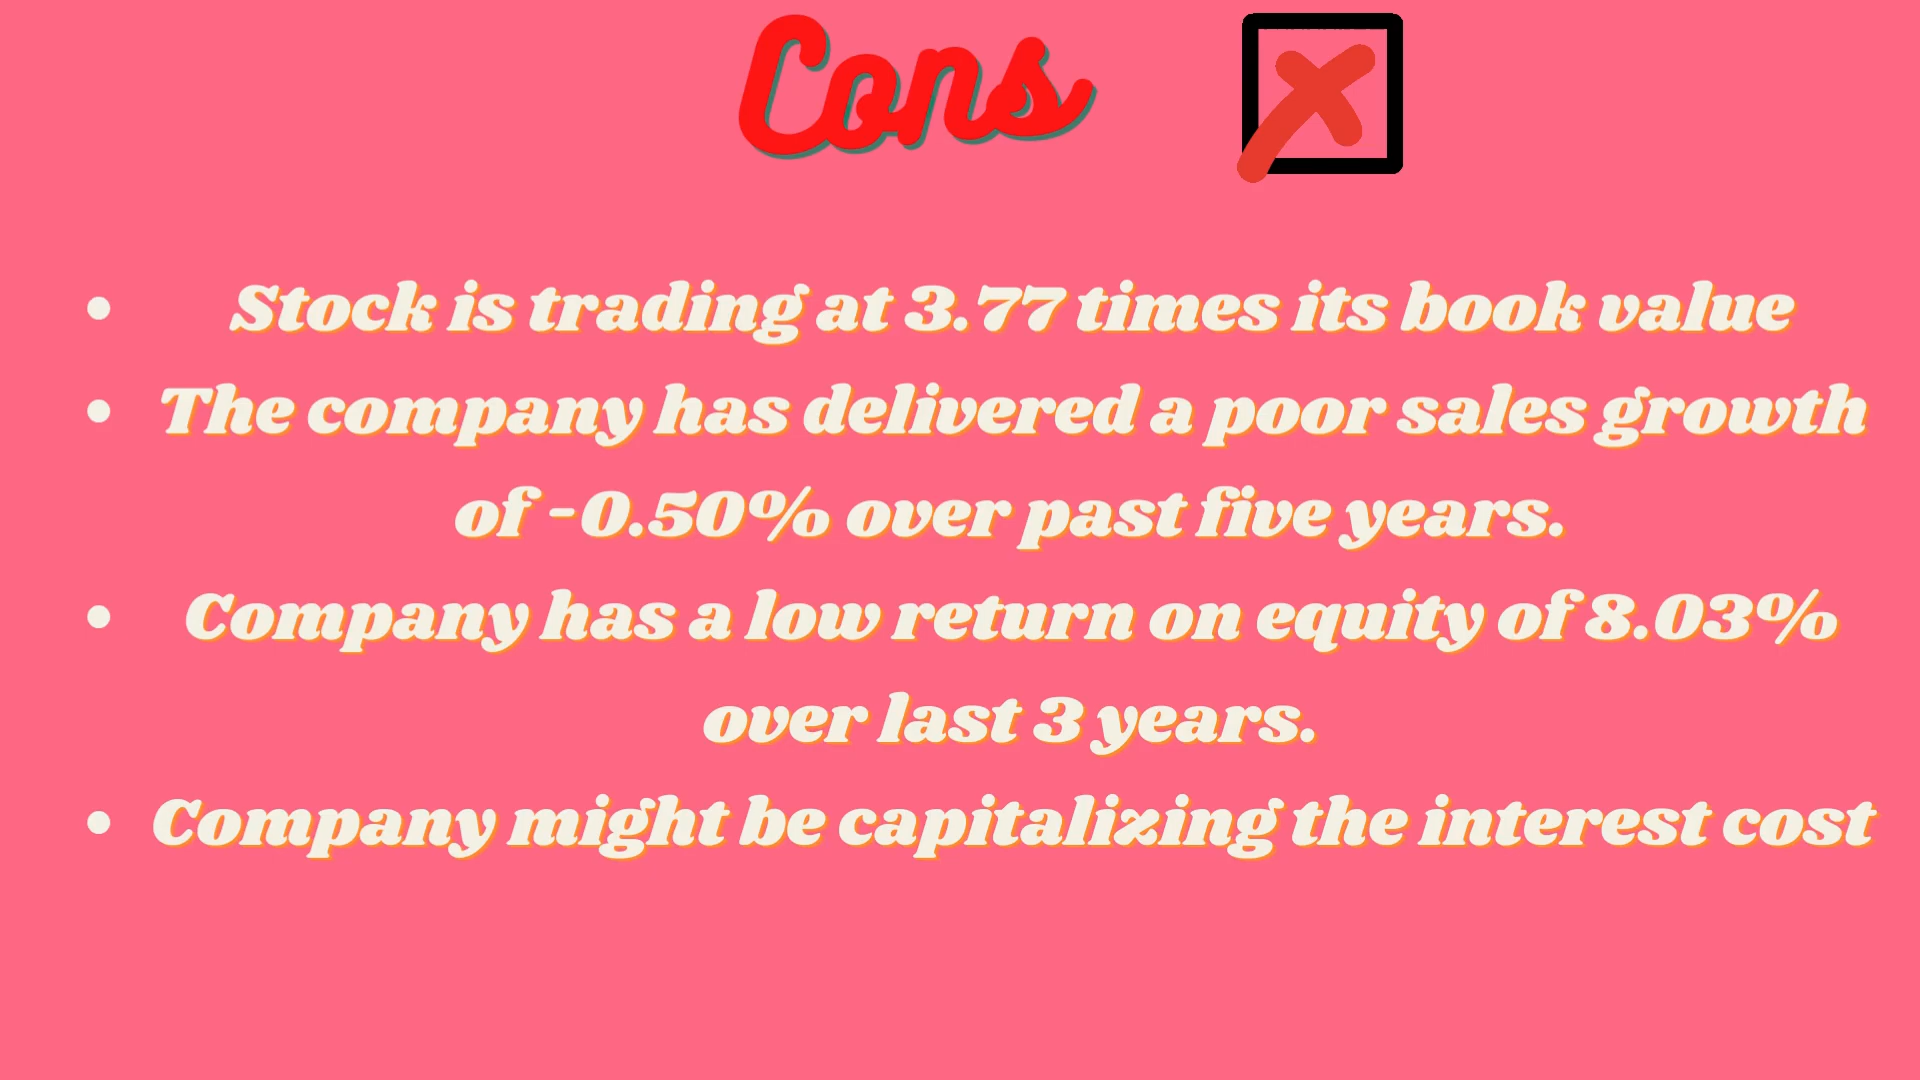 Cons
• Stock is trading at 3.77 times its book value
• The company has delivered a poor sales growth
of -0.50% over past five years.
• Company has a low return on equity of 8.03%
over last 3 years.
• Company might be capitalizing the interest cost